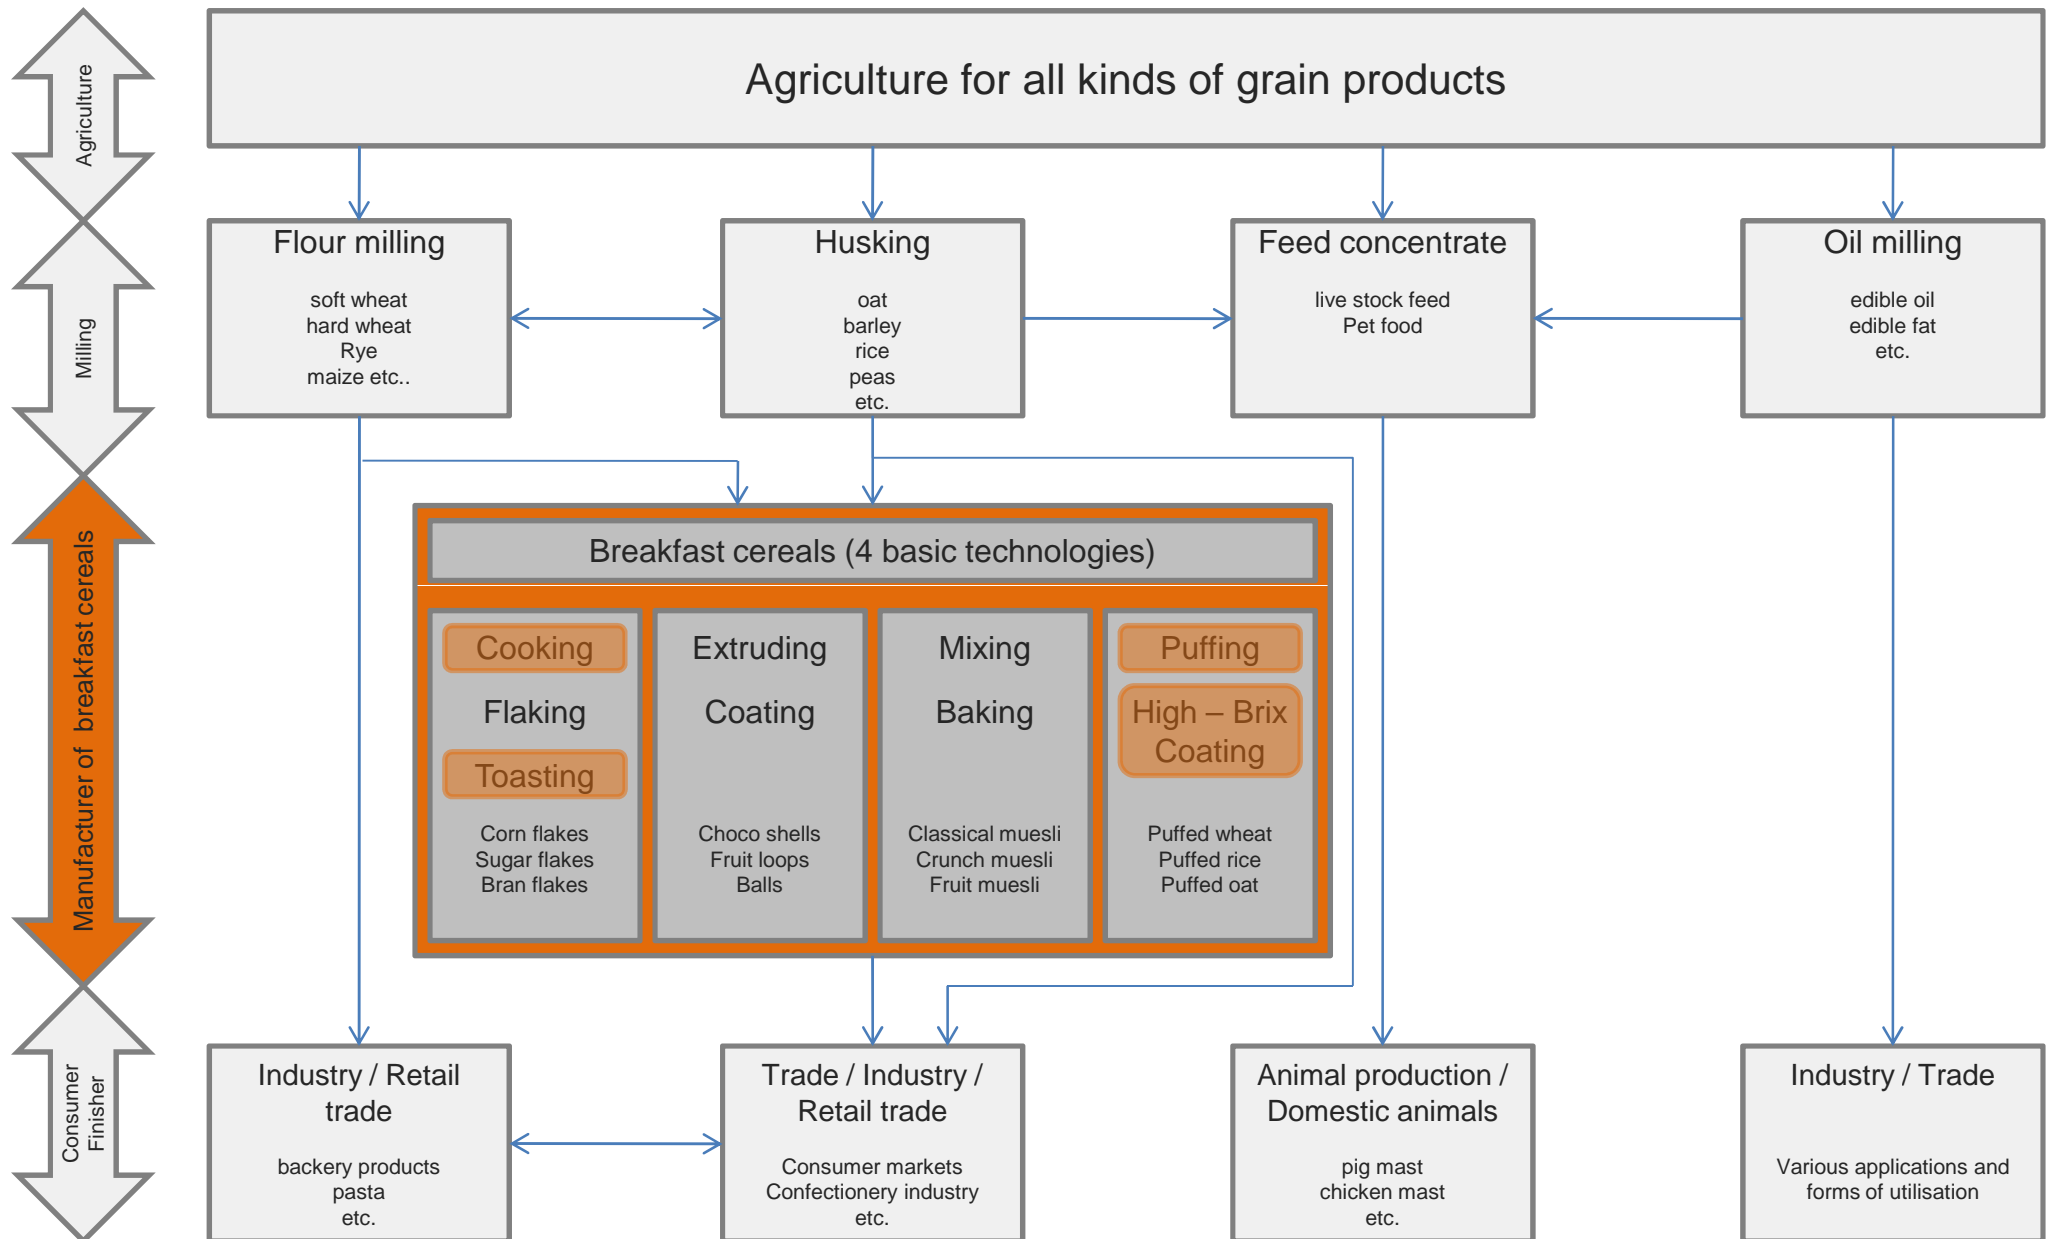 Agriculture
Agriculture for all kinds of grain products
Milling
Flour milling
soft wheat
hard wheat
Rye
maize etc..
Husking
oat
barley
rice
peas
etc.
Feed concentrate
live stock feed
Pet food
Oil milling
edible oil
edible fat
etc.
Manufacturer of breakfast cereals
Breakfast cereals (4 basic technologies)
Cooking
Flaking
Toasting
Corn flakes
Sugar flakes
Bran flakes
Extruding
Coating
Choco shells
Fruit loops
Balls
Mixing
Baking
Classical muesli
Crunch muesli
Fruit muesli
Puffing
High – Brix
Coating
Puffed wheat
Puffed rice
Puffed oat
Consumer
Finisher
Industry / Retail
trade
backery products
pasta
etc.
Trade / Industry /
Retail trade
Consumer markets
Confectionery industry
etc.
Animal production /
Domestic animals
pig mast
chicken mast
etc.
Industry / Trade
Various applications and
forms of utilisation